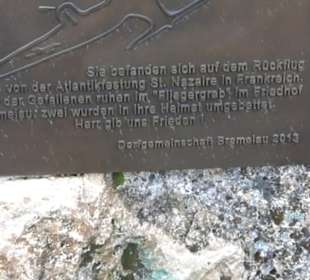 Sie befanden sich auf dem Rückflug
von der Atlantikfestung St. Nazaire in Frankreich.
der Gefallenen ruhen im "Fliegergrab" im Friedhof
melau; zwei wurden in ihre Heimat umgebettet.
Herr gib uns Frieden !
Dorfgemeinschaft Bremelau 2013